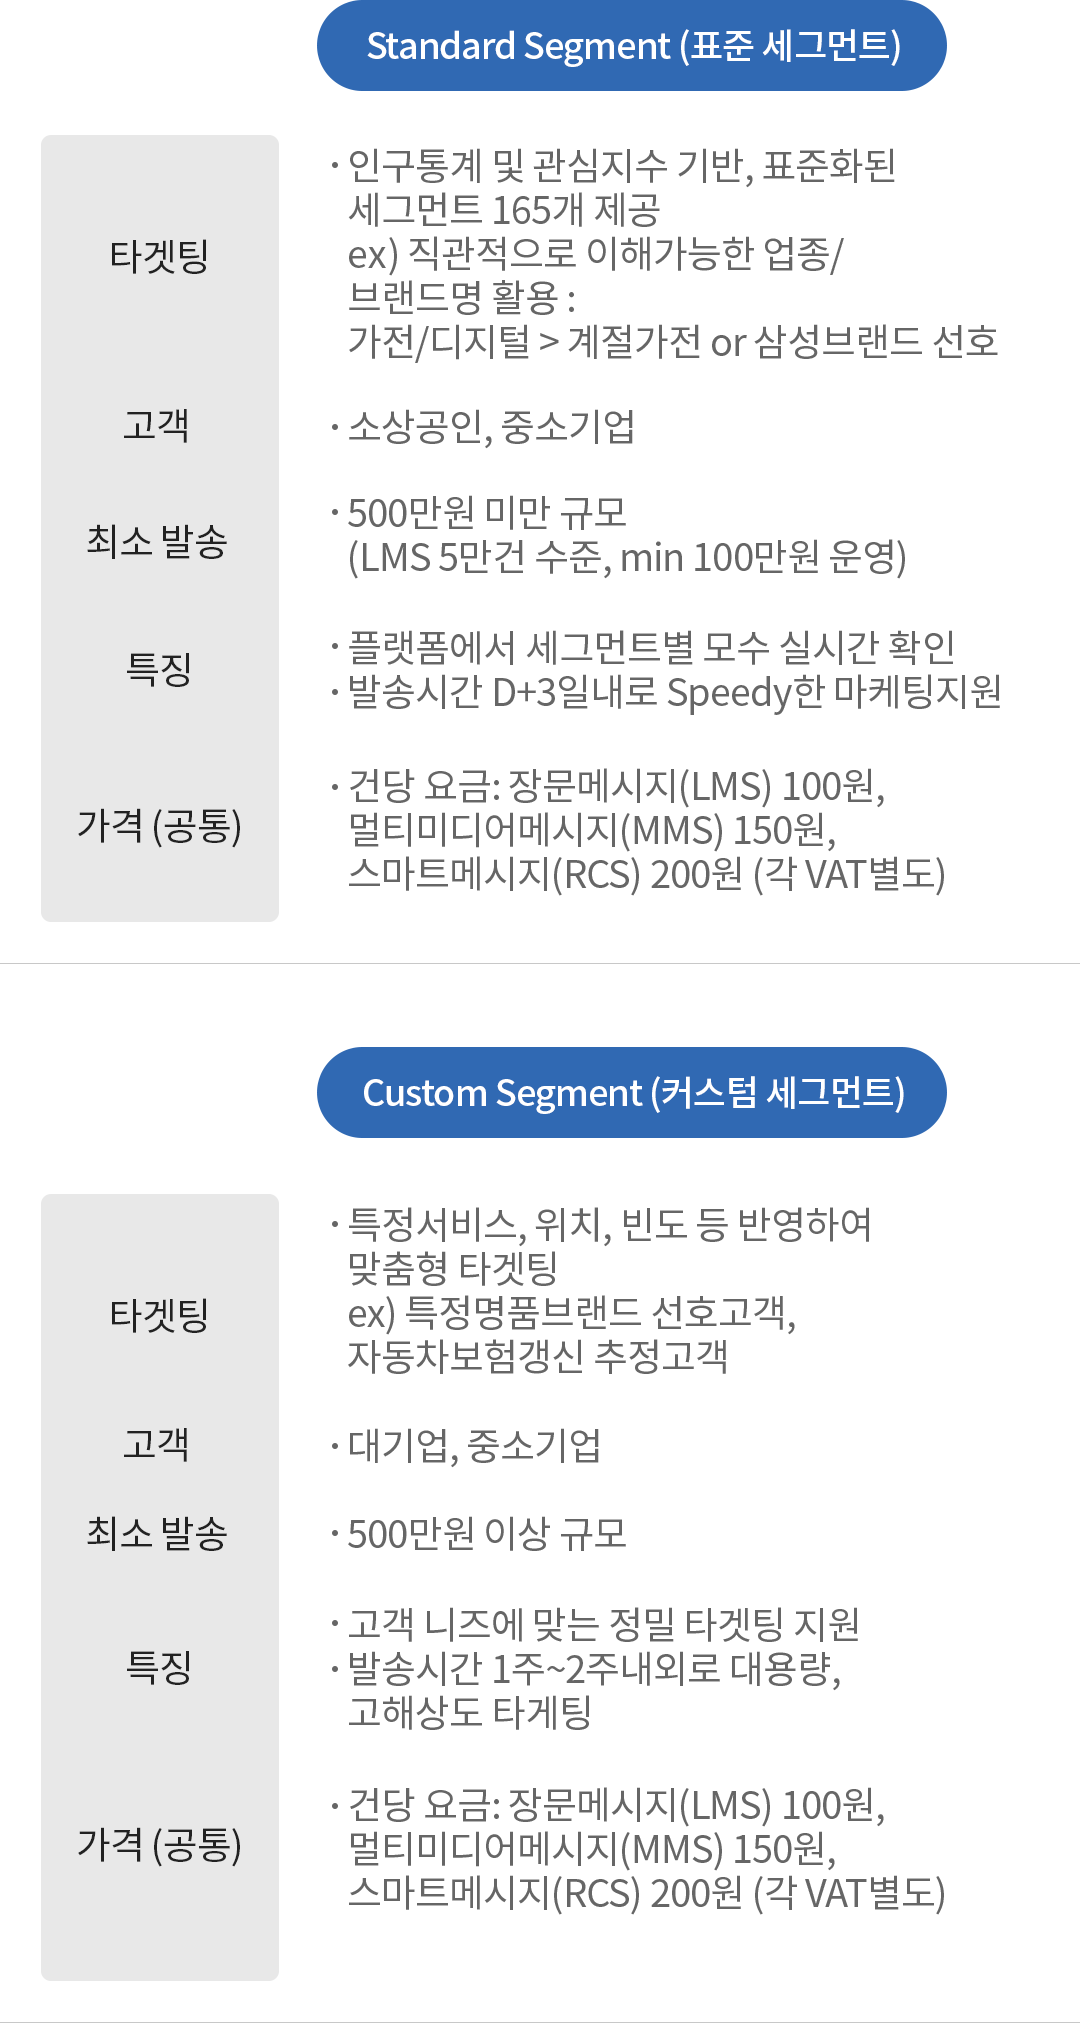 Standard Segment (표준 세그먼트)
타겟팅
· 인구통계 및 관심지수 기반, 표준화된
세그먼트 165개 제공
ex) 직관적으로 이해가능한 업종/
브랜드명 활용 :
가전/디지털 > 계절가전 or 삼성브랜드 선호
고객
· 소상공인, 중소기업
최소 발송
· 500만원 미만 규모
(LMS 5만건 수준, min 100만원 운영)
특징
· 플랫폼에서 세그먼트별 모수 실시간 확인
· 발송시간 D+3일내로 Speedy한 마케팅지원
가격 (공통)
· 건당 요금: 장문메시지(LMS) 100원,
멀티미디어메시지(MMS) 150원,
스마트메시지(RCS) 200원 (각 VAT별도)
Custom Segment (커스텀 세그먼트)
타겟팅
· 특정서비스, 위치, 빈도 등 반영하여
맞춤형 타겟팅
ex) 특정명품브랜드 선호고객,
자동차보험갱신 추정고객
고객
· 대기업, 중소기업
최소 발송
· 500만원 이상 규모
특징
· 고객 니즈에 맞는 정밀 타겟팅 지원
· 발송시간 1주~2주내외로 대용량,
고해상도 타게팅
가격 (공통)
· 건당 요금: 장문메시지(LMS) 100원,
멀티미디어메시지(MMS) 150원,
스마트메시지(RCS) 200원 (각 VAT별도)